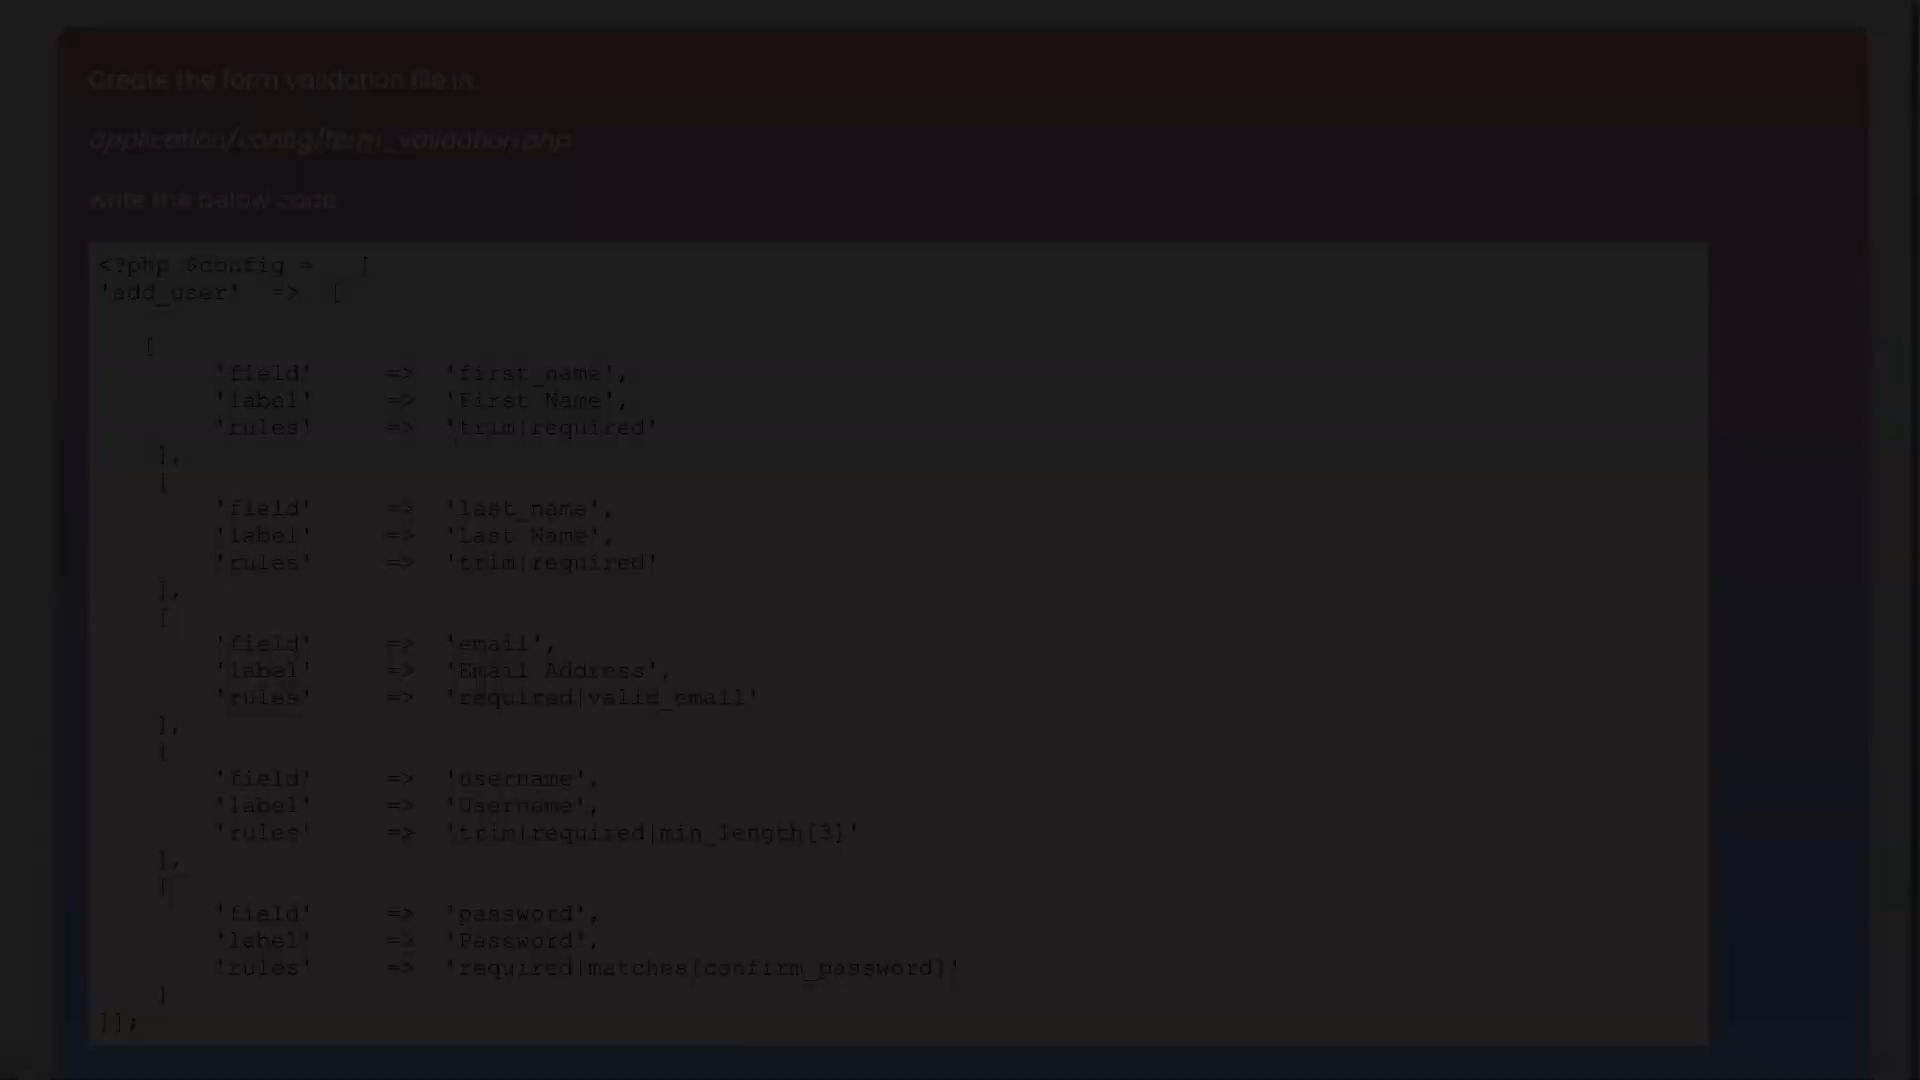 Create the form validation file in
application/config/form_validation.php
write the below code
<?php $config =   [
'add_user'  =>  [
[
'field'     =>  'first_name',
'label'     =>  'First Name',
'rules'     =>  'trim|required'
],
[
'field'     =>  'last_name',
'label'     =>  'Last Name',
'rules'     =>  'trim|required'
],
[
'field'     =>  'email',
'label'     =>  'Email Address',
'rules'     =>  'required|valid_email'
],
[
'field'     =>  'username',
'label'     =>  'Username',
'rules'     =>  'trim|required|min_length[3]'
],
[
'field'     =>  'password',
'label'     =>  'Password',
'rules'     =>  'required|matches[confirm_password]'
]
]];